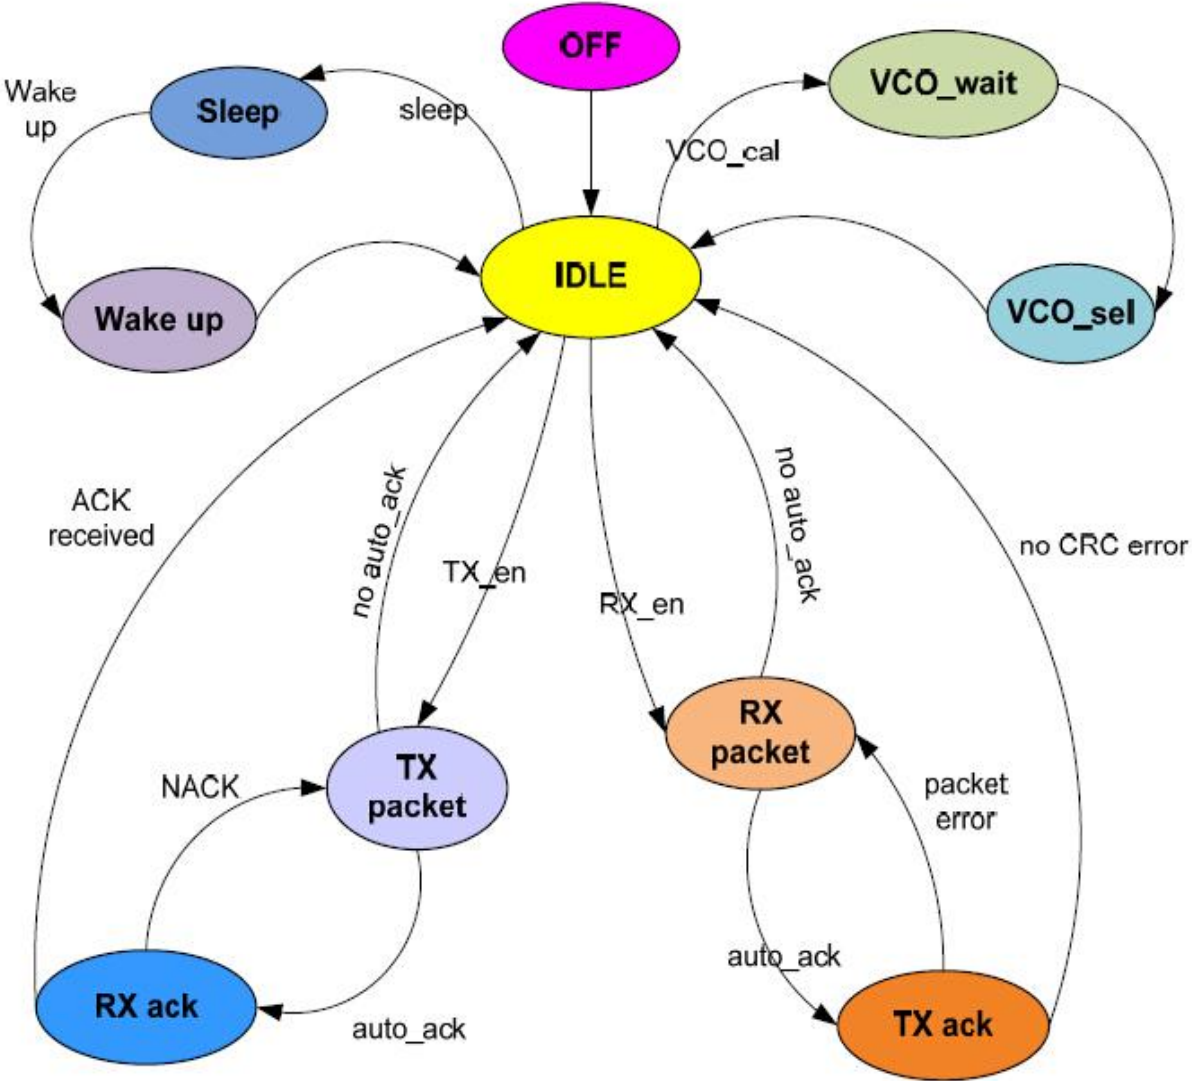 OFF
Wake
up
Sleep
sleep
VCO_wait
VCO_cal
IDLE
Wake up
VCO_sel
ACK
received
no auto_ack
TX_en
RX_en
no auto_ack
no CRC error
RX
packet
TX
packet
NACK
packet
error
auto_ack
RX ack
auto_ack
TX ack